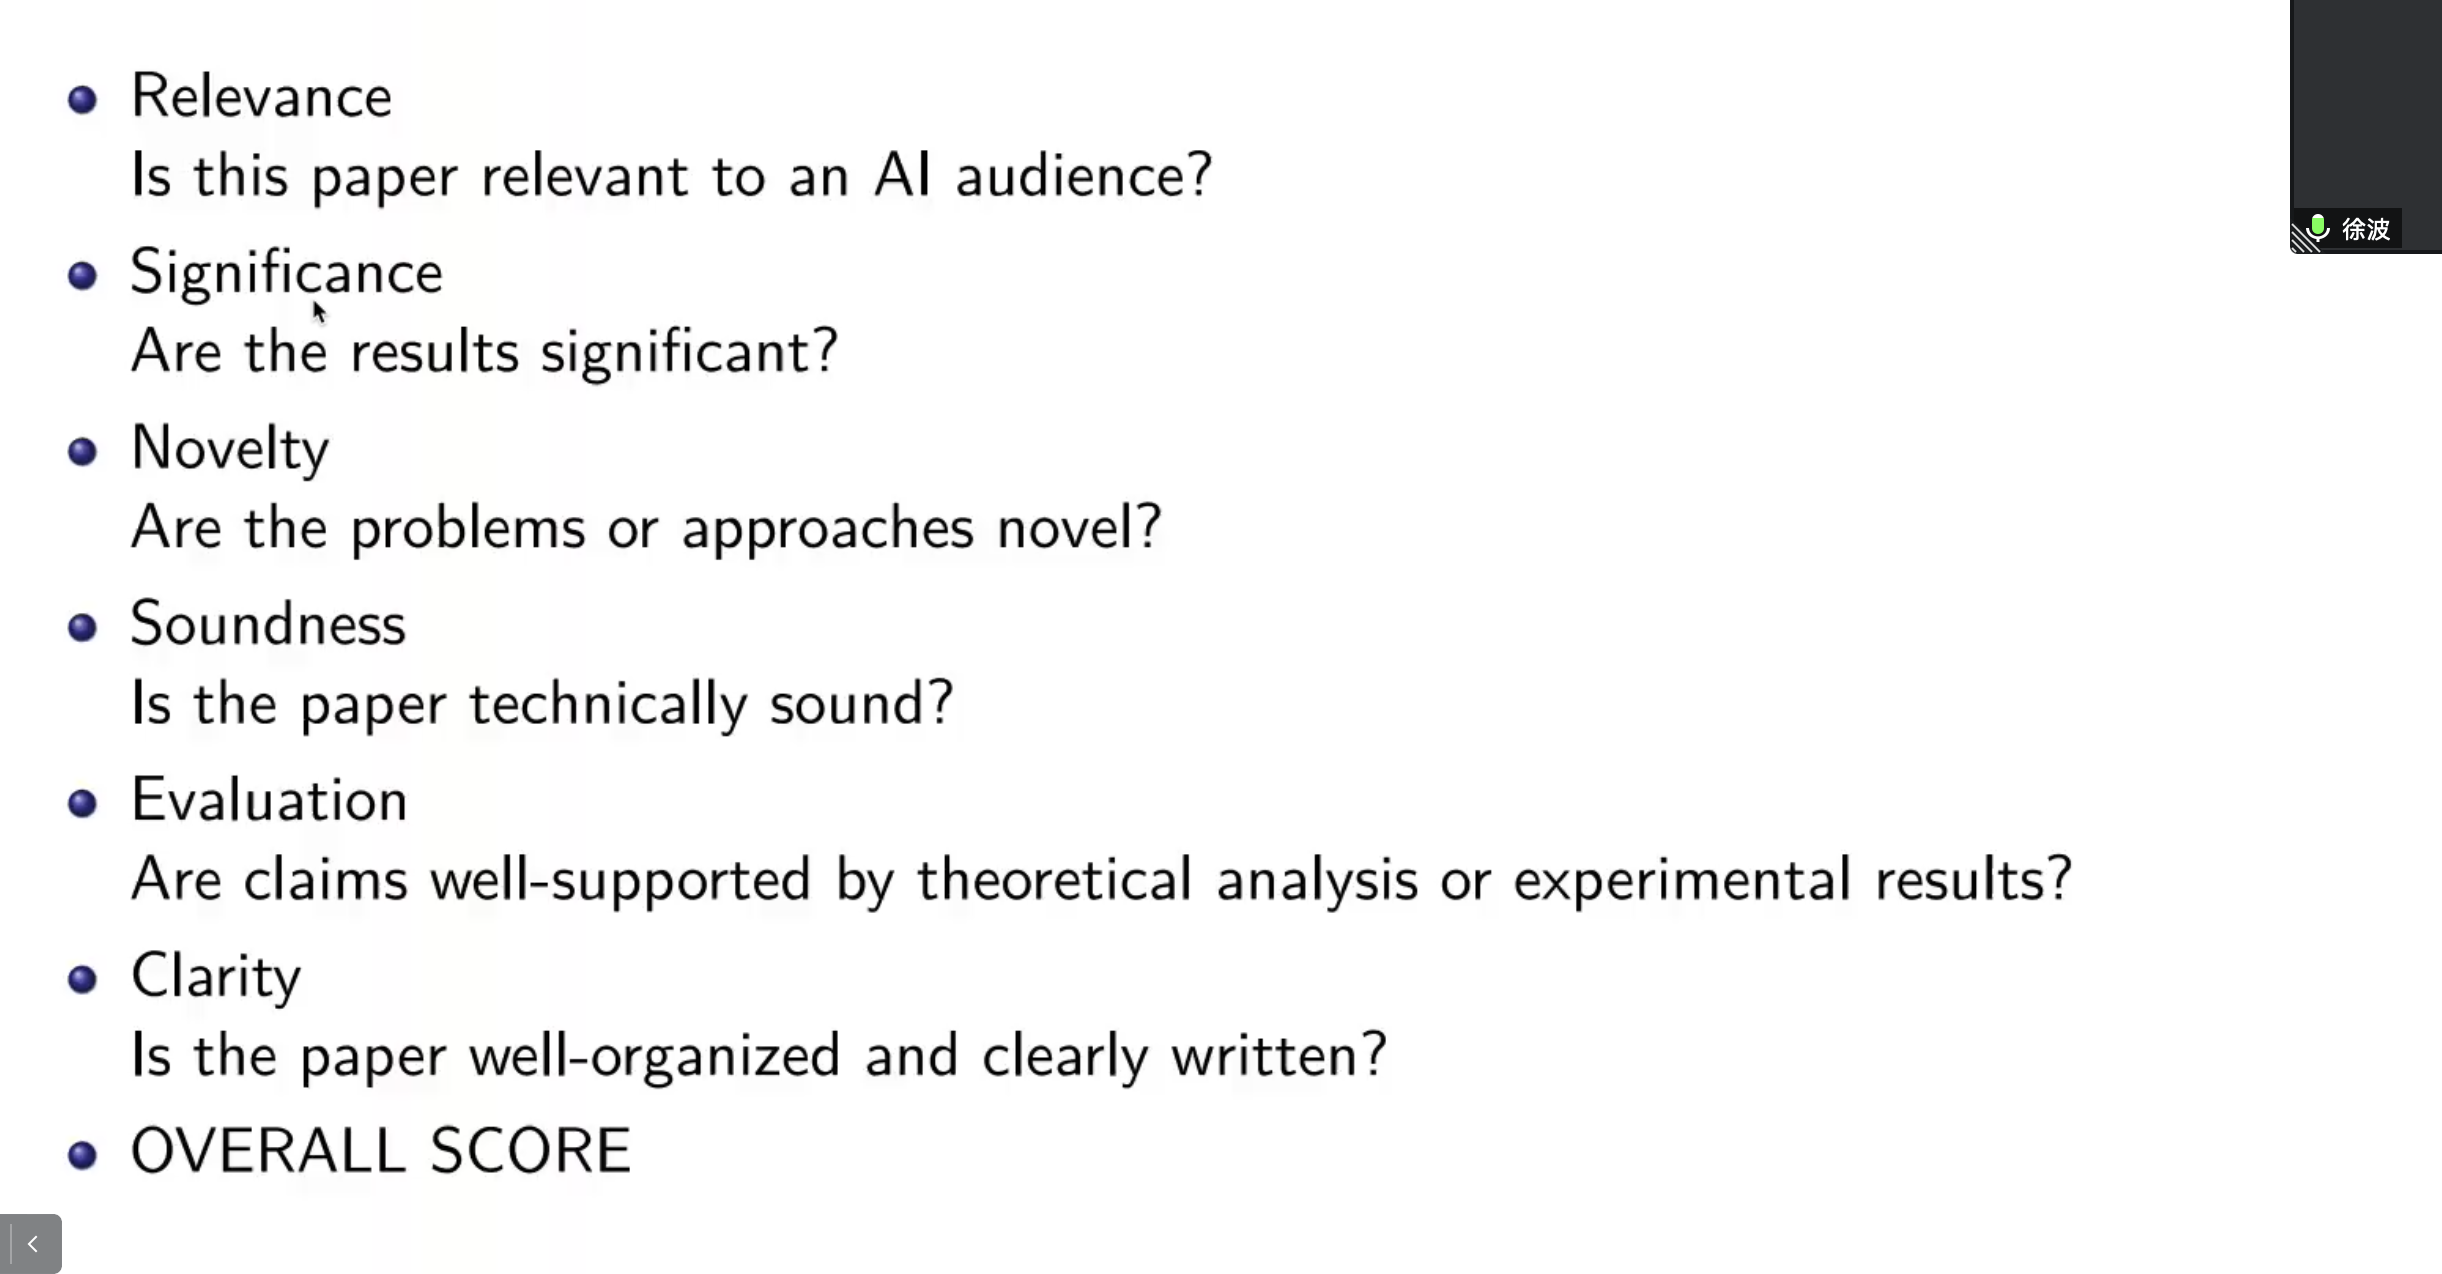 Relevance
Is this paper relevant to an AI audience?
Significance
Are the results significant?
Novelty
Are the problems or approaches novel?
Soundness
Is the paper technically sound?
Evaluation
Are claims well-supported by theoretical analysis or experimental results?
Clarity
Is the paper well-organized and clearly written?
OVERALL SCORE
徐波